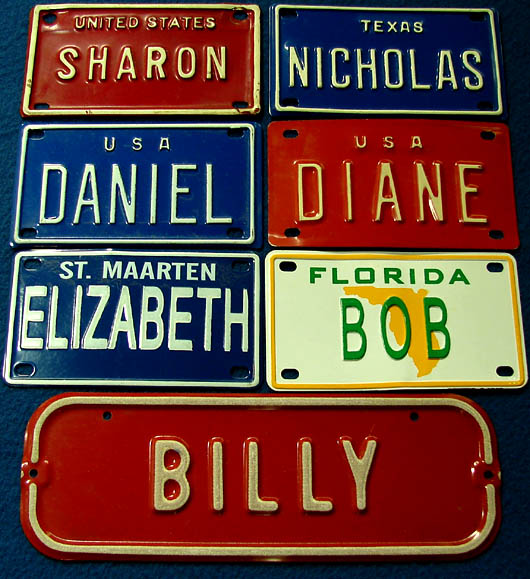 UNITED STATES
SHARON
TEXAS
NICHOLAS
USA
DANIEL
USA
DIANE
ST. MAARTEN
ELIZABETH
FLORIDA
BOB
BILLY